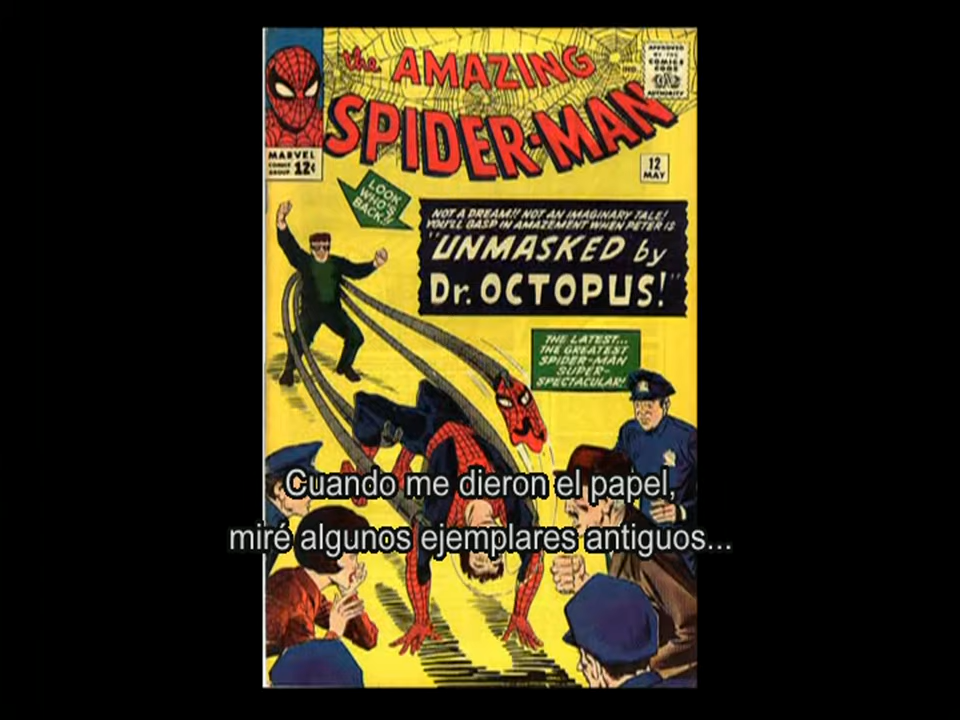 the AMAZING
SPIDER-MAN
APPROVED
BY THE
COMICS
CODE
AUTHORITY
MARVEL
COMICS
GROUP
12¢
12
MAY
LOOK
WHO'S
BACK!!
NOT A DREAM!! NOT AN IMAGINARY TALE!
YOU'LL GASP IN AMAZEMENT WHEN PETER IS
"UNMASKED by
Dr. OCTOPUS!"
THE LATEST...
THE GREATEST
SPIDER-MAN
SUPER-
SPECTACULAR!
Cuando me dieron el papel,
miré algunos ejemplares antiguos...